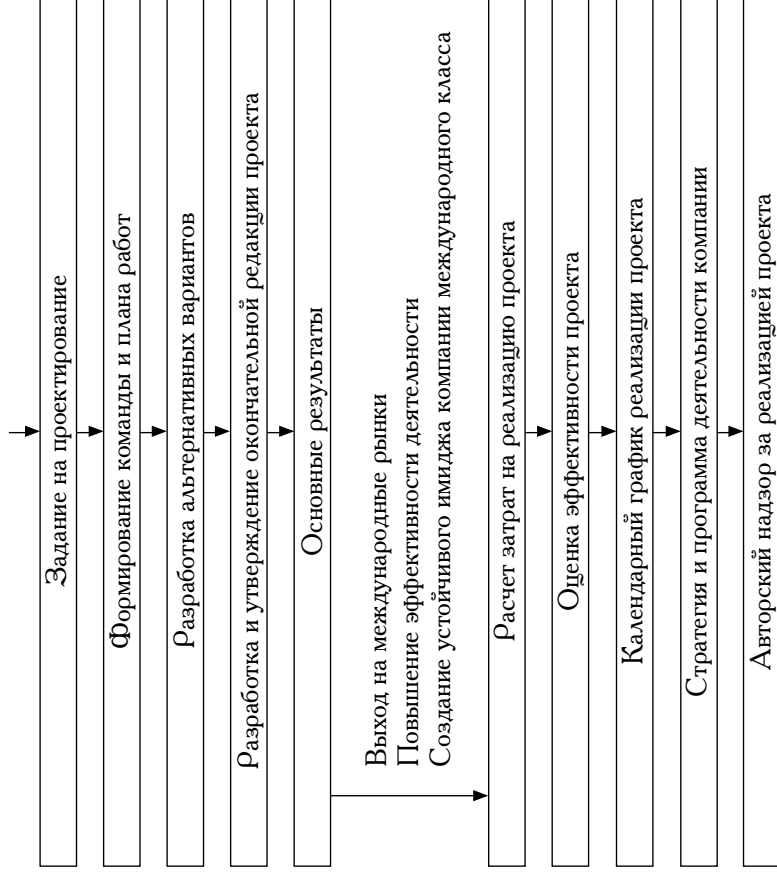 Задание на проектирование
Формирование команды и плана работ
Разработка альтернативных вариантов
Разработка и утверждение окончательной редакции проекта
Основные результаты
Выход на международные рынки
Повышение эффективности деятельности
Создание устойчивого имиджа компании международного класса
Расчет затрат на реализацию проекта
Оценка эффективности проекта
Календарный график реализации проекта
Стратегия и программа деятельности компании
Авторский надзор за реализацией проекта